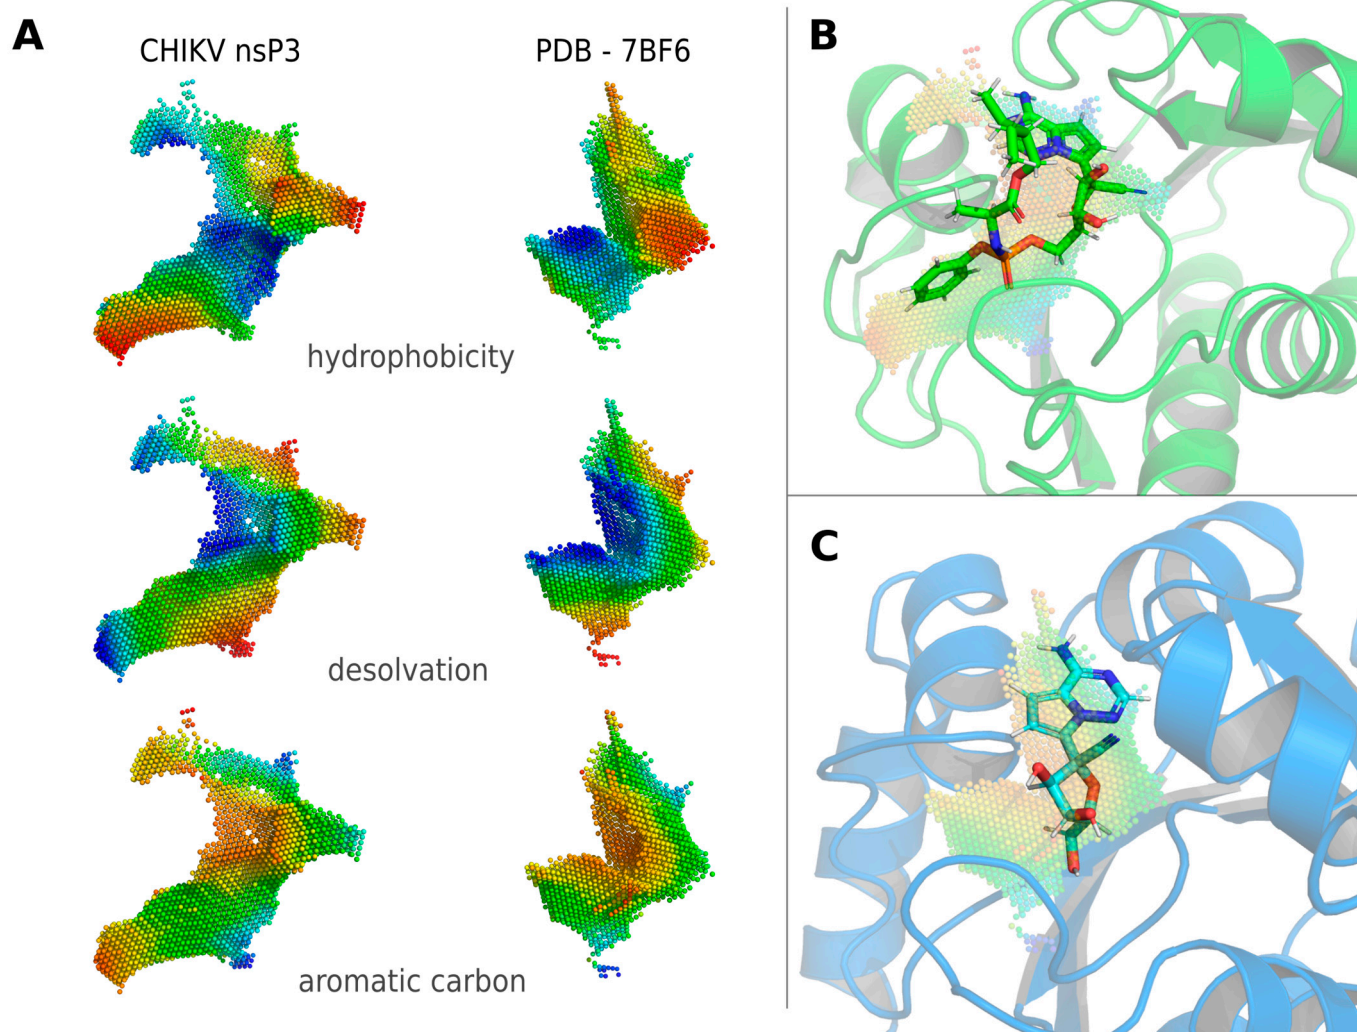 A
CHIKV nsP3
PDB - 7BF6
hydrophobicity
desolvation
aromatic carbon
B
C